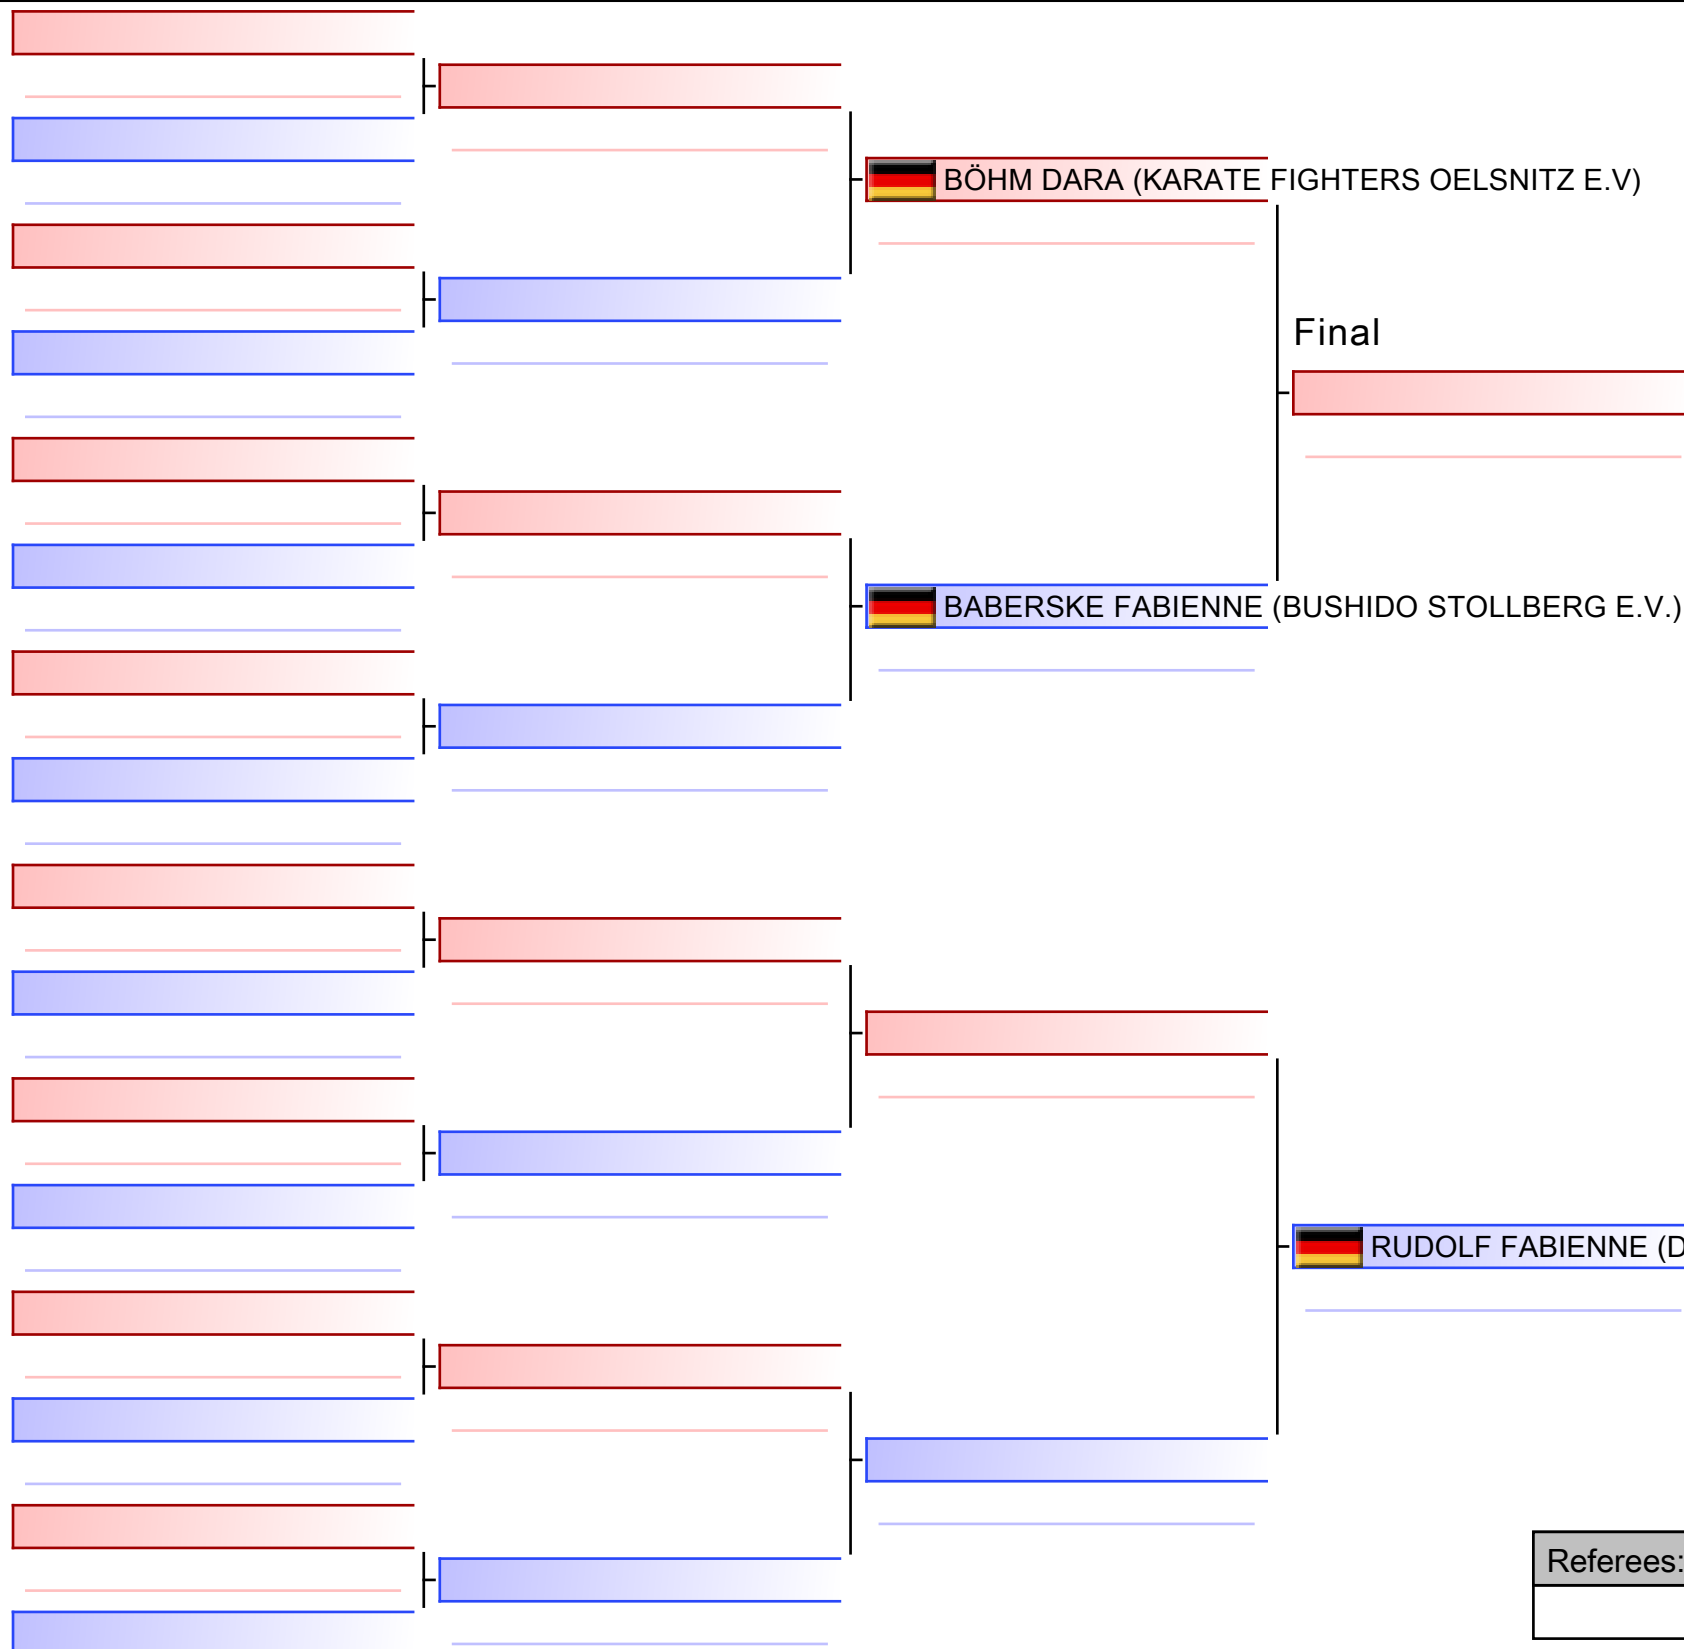 BÖHM DARA (KARATE FIGHTERS OELSNITZ E.V)
Final
BABERSKE FABIENNE (BUSHIDO STOLLBERG E.V.)
RUDOLF FABIENNE (D
Referees: